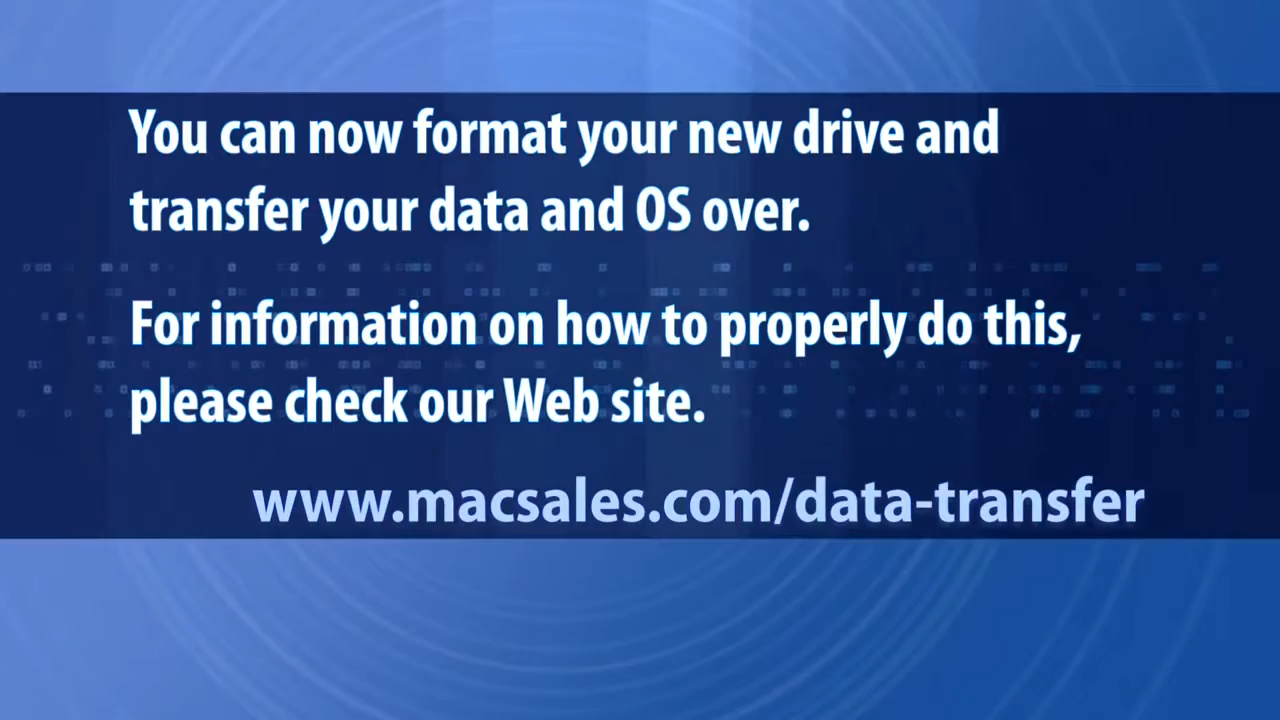 You can now format your new drive and
transfer your data and OS over.
For information on how to properly do this,
please check our Web site.
www.macsales.com/data-transfer